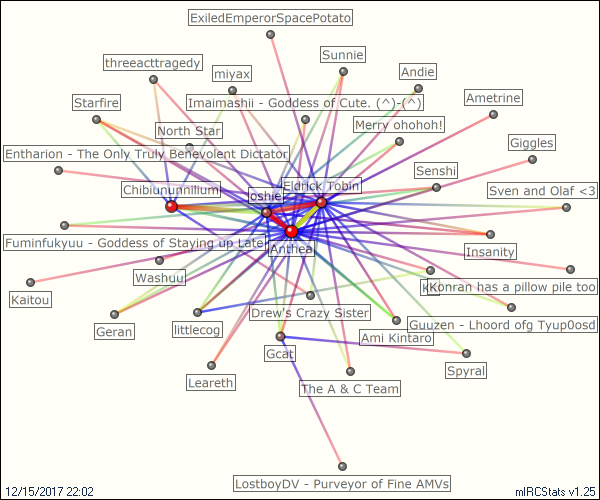 ExiledEmperorSpacePotato
Sunnie
threeacttragedy
miyax
Andie
Starfire
Imaimashii - Goddess of Cute. (^)-(^)
Ametrine
North Star
Merry ohohoh!
Giggles
Entharion - The Only Truly Benevolent Dictator
Senshi
Chibiununnillium
Eldrick Tobin
Sven and Olaf <3
oshie
Fuminfukyuu - Goddess of Staying up Late
Anthea
Insanity
Washuu
Konran has a pillow pile too
Kaitou
Drew's Crazy Sister
Guuzen - Lhoord ofg Tyup0osd
Geran
littlecog
Ami Kintaro
Gcat
Spyral
Leareth
The A & C Team
LostboyDV - Purveyor of Fine AMVs
12/15/2017 22:02
mIRCStats v1.25